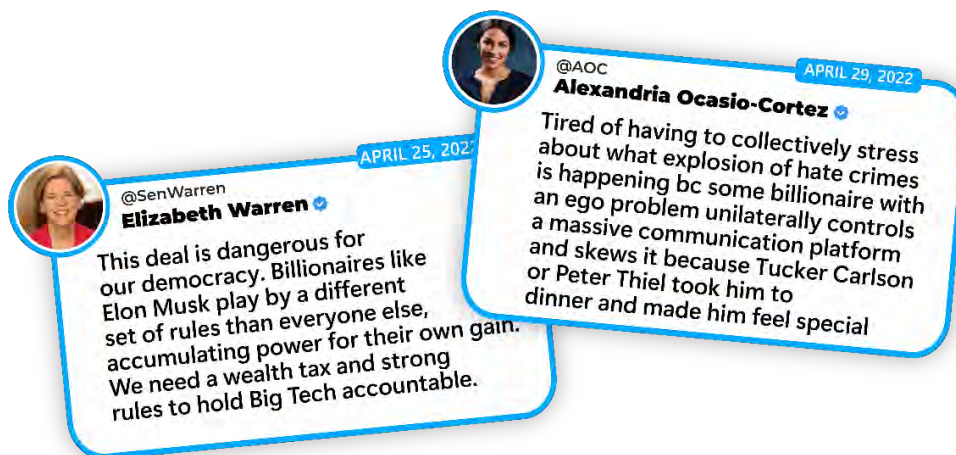 APRIL 25, 2022
@SenWarren
Elizabeth Warren
This deal is dangerous for
our democracy. Billionaires like
Elon Musk play by a different
set of rules than everyone else,
accumulating power for their own gain.
We need a wealth tax and strong
rules to hold Big Tech accountable.
APRIL 29, 2022
@AOC
Alexandria Ocasio-Cortez
Tired of having to collectively stress
about what explosion of hate crimes
is happening bc some billionaire with
an ego problem unilaterally controls
a massive communication platform
and skews it because Tucker Carlson
or Peter Thiel took him to
dinner and made him feel special